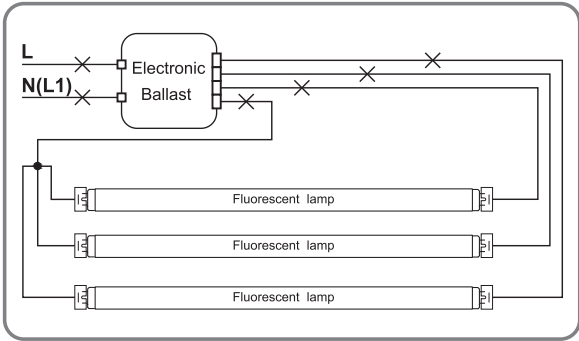 L
N(L1)
Electronic
Ballast
Fluorescent lamp
Fluorescent lamp
Fluorescent lamp